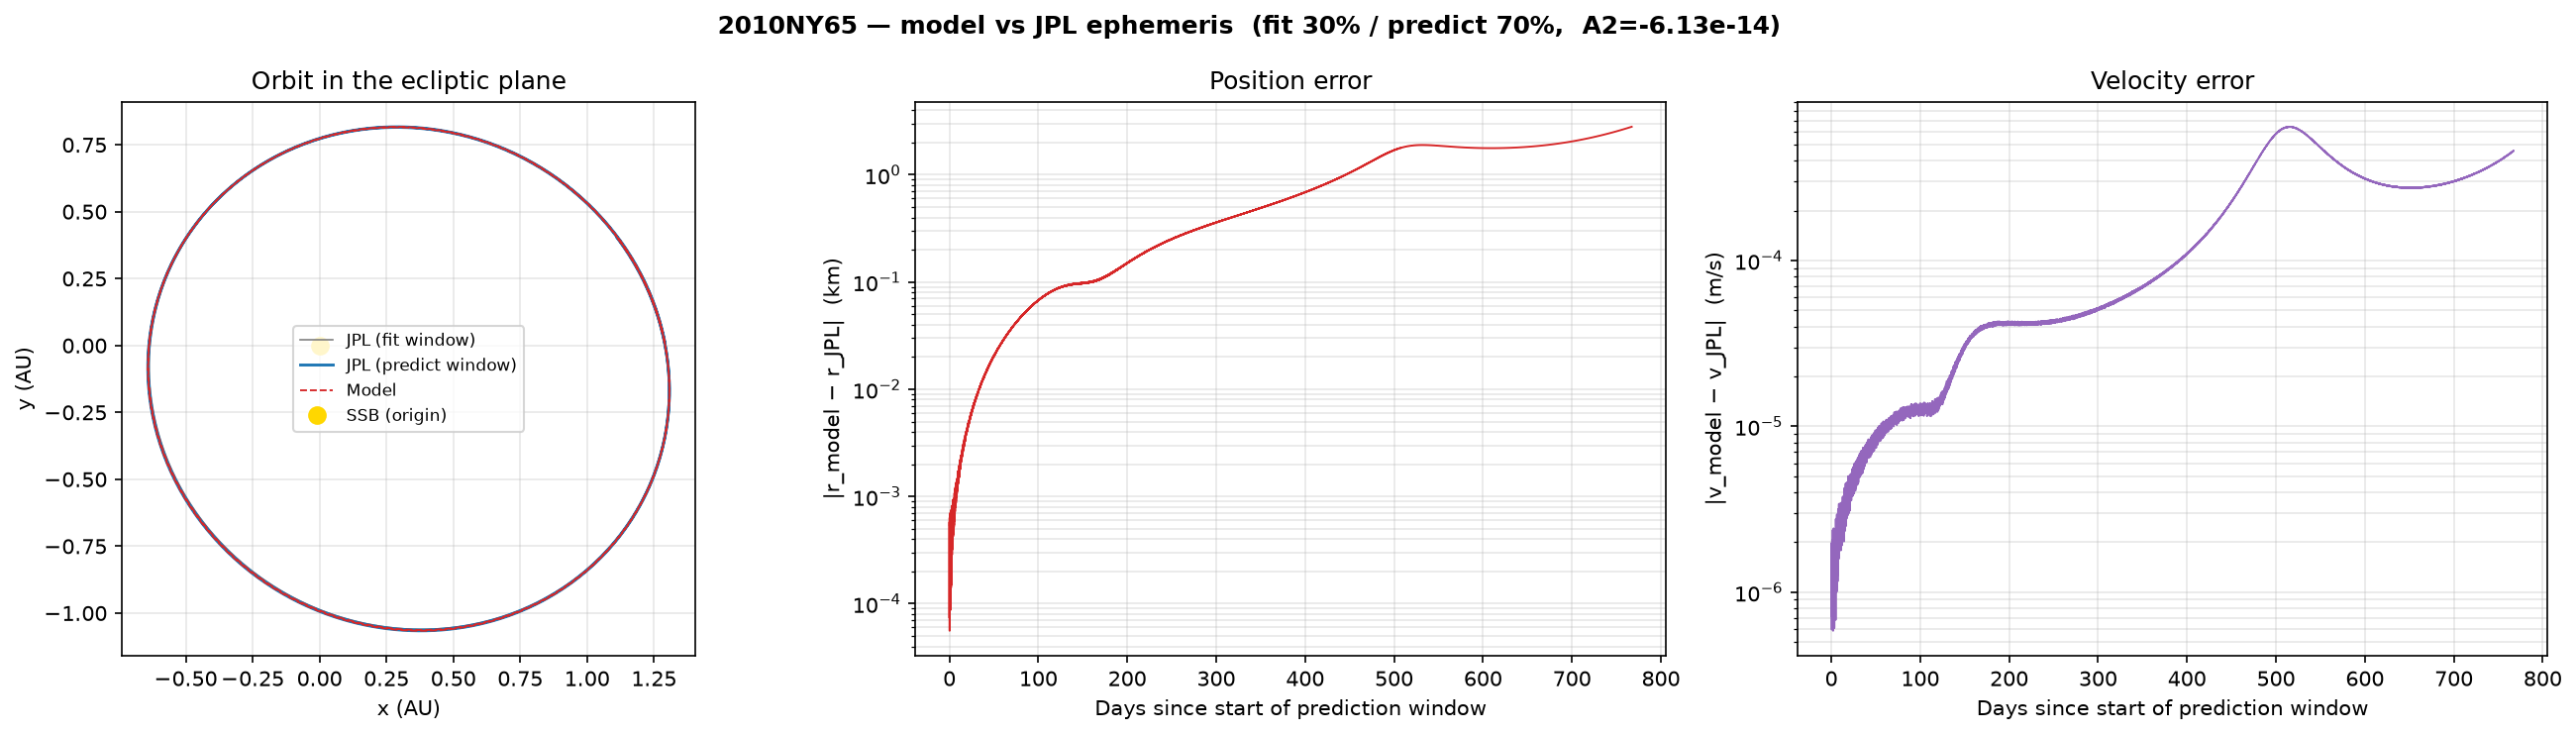 2010NY65 — model vs JPL ephemeris  (fit 30% / predict 70%,  A2=-6.13e-14)
Orbit in the ecliptic plane
y (AU)
0.75
0.50
0.25
0.00
−0.25
−0.50
−0.75
−1.00
JPL (fit window)
JPL (predict window)
Model
SSB (origin)
−0.50 −0.25 0.00 0.25 0.50 0.75 1.00 1.25
x (AU)
Position error
|r_model − r_JPL|  (km)
10⁰
10⁻¹
10⁻²
10⁻³
10⁻⁴
0 100 200 300 400 500 600 700 800
Days since start of prediction window
Velocity error
|v_model − v_JPL|  (m/s)
10⁻⁴
10⁻⁵
10⁻⁶
0 100 200 300 400 500 600 700 800
Days since start of prediction window